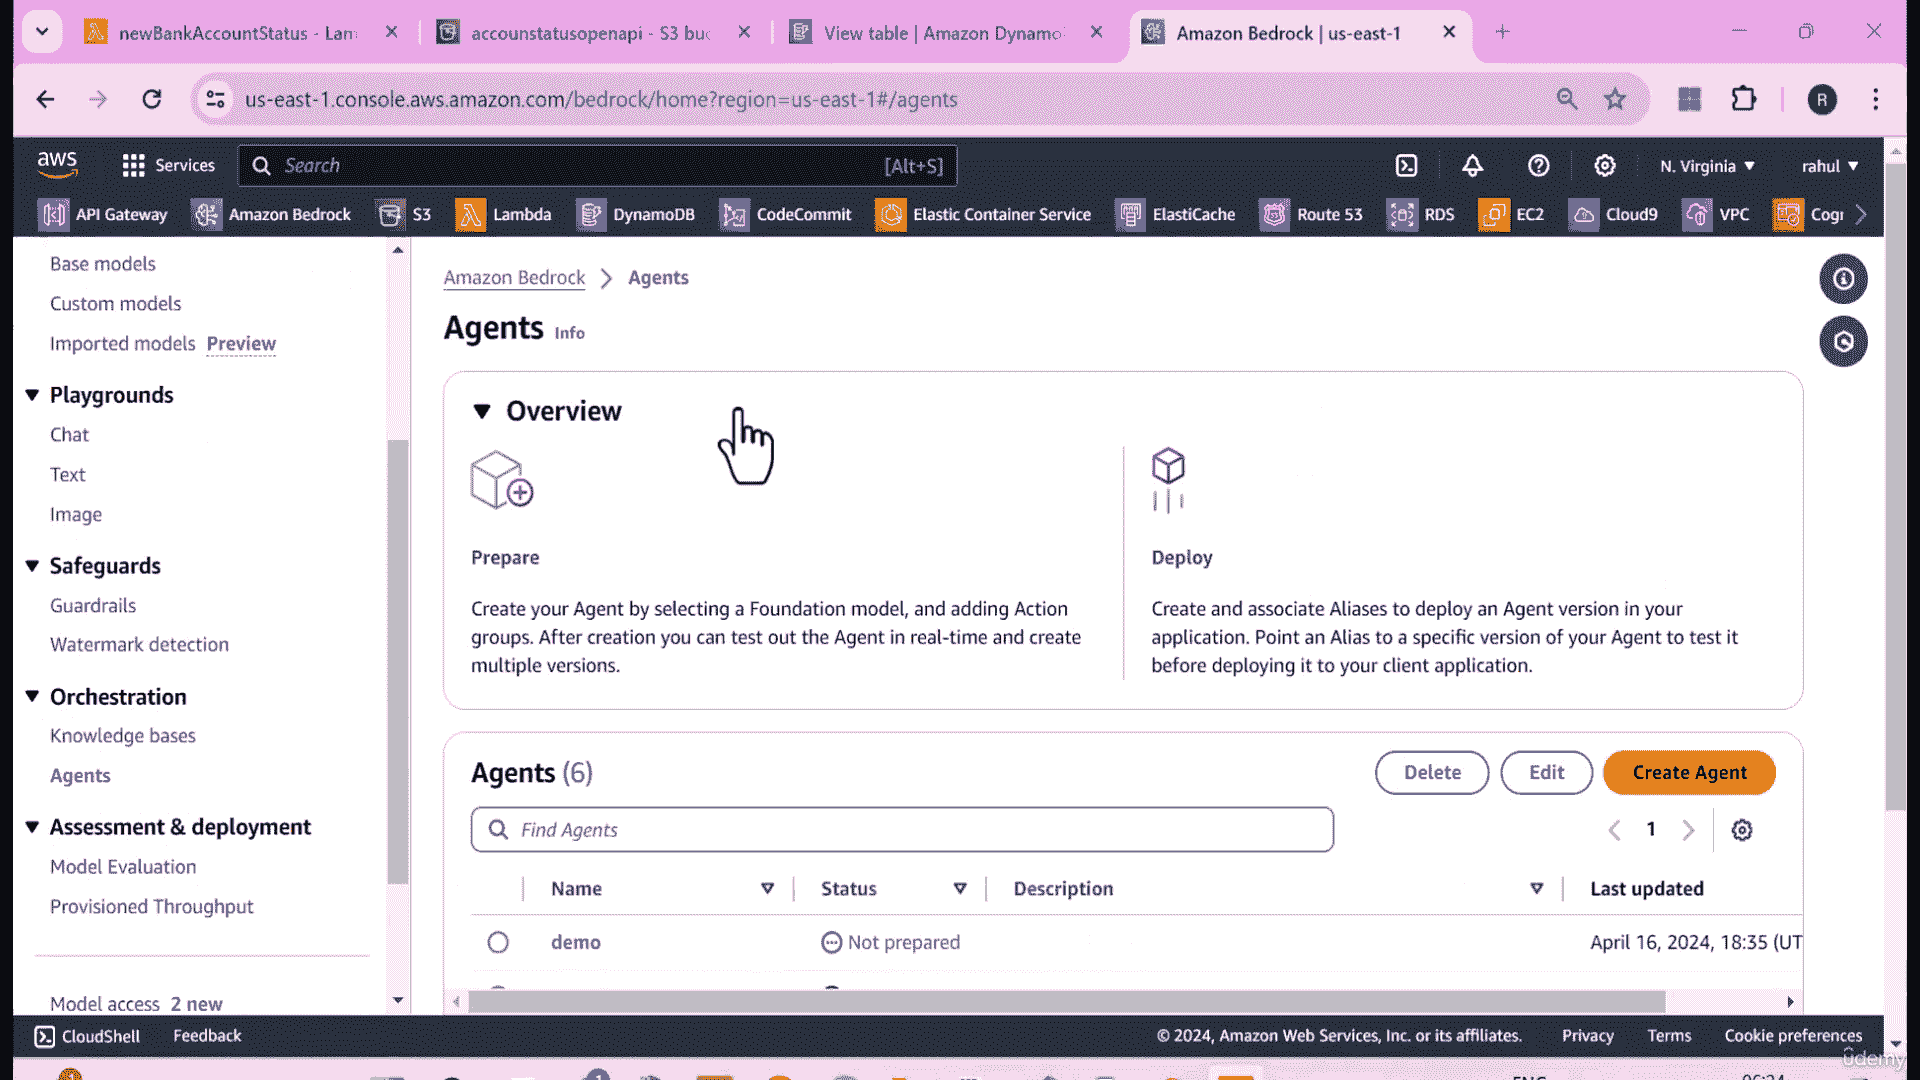 newBankAccountStatus - Lam
accounstatusopenapi - S3 buc
View table | Amazon Dynamo
Amazon Bedrock | us-east-1
us-east-1.console.aws.amazon.com/bedrock/home?region=us-east-1#/agents
R
aws
Services
Search
[Alt+S]
N. Virginia
rahul
API Gateway
Amazon Bedrock
S3
Lambda
DynamoDB
CodeCommit
Elastic Container Service
ElastiCache
Route 53
RDS
EC2
Cloud9
VPC
Cog
Base models
Custom models
Imported models Preview
Playgrounds
Chat
Text
Image
Safeguards
Guardrails
Watermark detection
Orchestration
Knowledge bases
Agents
Assessment & deployment
Model Evaluation
Provisioned Throughput
Model access 2 new
Amazon Bedrock > Agents
Agents Info
Overview
Prepare
Create your Agent by selecting a Foundation model, and adding Action
groups. After creation you can test out the Agent in real-time and create
multiple versions.
Deploy
Create and associate Aliases to deploy an Agent version in your
application. Point an Alias to a specific version of your Agent to test it
before deploying it to your client application.
Agents (6)
Delete
Edit
Create Agent
Find Agents
1
Name
Status
Description
Last updated
demo
Not prepared
April 16, 2024, 18:35 (UT
CloudShell
Feedback
© 2024, Amazon Web Services, Inc. or its affiliates.
Privacy
Terms
Cookie preferences
udemy